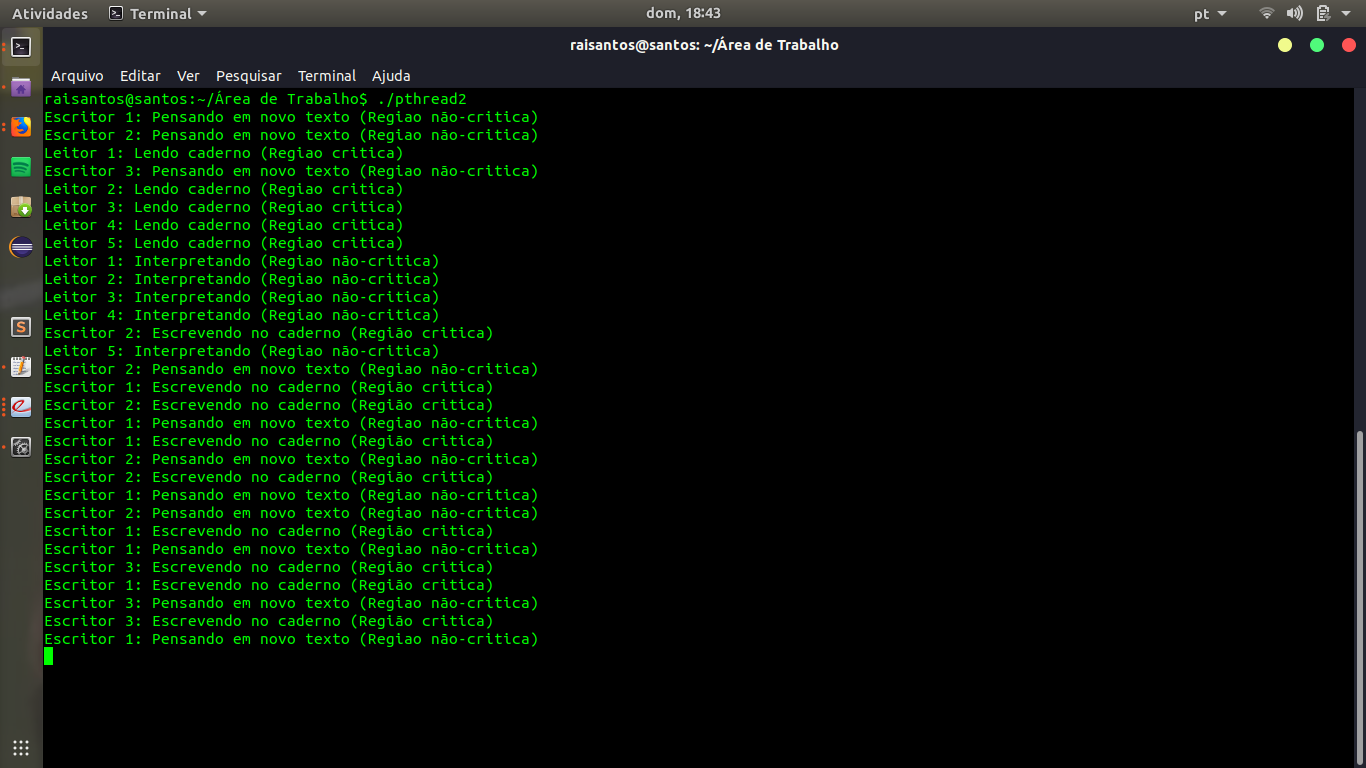 Atividades Terminal dom, 18:43 pt
raisantos@santos: ~/Área de Trabalho
Arquivo Editar Ver Pesquisar Terminal Ajuda
raisantos@santos:~/Área de Trabalho$ ./pthread2
Escritor 1: Pensando em novo texto (Regiao não-critica)
Escritor 2: Pensando em novo texto (Regiao não-critica)
Leitor 1: Lendo caderno (Regiao critica)
Escritor 3: Pensando em novo texto (Regiao não-critica)
Leitor 2: Lendo caderno (Regiao critica)
Leitor 3: Lendo caderno (Regiao critica)
Leitor 4: Lendo caderno (Regiao critica)
Leitor 5: Lendo caderno (Regiao critica)
Leitor 1: Interpretando (Regiao não-critica)
Leitor 2: Interpretando (Regiao não-critica)
Leitor 3: Interpretando (Regiao não-critica)
Leitor 4: Interpretando (Regiao não-critica)
Escritor 2: Escrevendo no caderno (Região critica)
Leitor 5: Interpretando (Regiao não-critica)
Escritor 2: Pensando em novo texto (Regiao não-critica)
Escritor 1: Escrevendo no caderno (Região critica)
Escritor 2: Escrevendo no caderno (Região critica)
Escritor 1: Pensando em novo texto (Regiao não-critica)
Escritor 1: Escrevendo no caderno (Região critica)
Escritor 2: Pensando em novo texto (Regiao não-critica)
Escritor 2: Escrevendo no caderno (Região critica)
Escritor 1: Pensando em novo texto (Regiao não-critica)
Escritor 2: Pensando em novo texto (Regiao não-critica)
Escritor 1: Escrevendo no caderno (Região critica)
Escritor 1: Pensando em novo texto (Regiao não-critica)
Escritor 3: Escrevendo no caderno (Região critica)
Escritor 1: Escrevendo no caderno (Região critica)
Escritor 3: Pensando em novo texto (Regiao não-critica)
Escritor 3: Escrevendo no caderno (Região critica)
Escritor 1: Pensando em novo texto (Regiao não-critica)